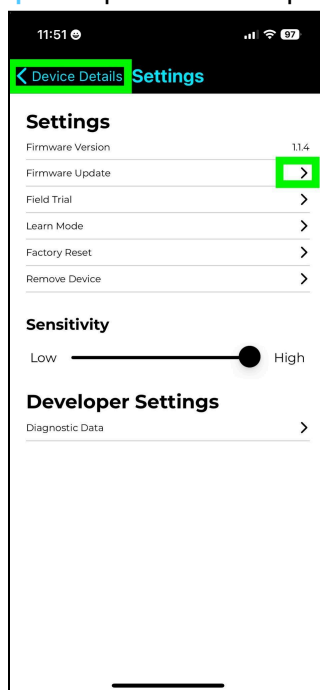 11:51
97
Device Details Settings
Settings
Firmware Version 1.1.4
Firmware Update
Field Trial
Learn Mode
Factory Reset
Remove Device
Sensitivity
Low High
Developer Settings
Diagnostic Data